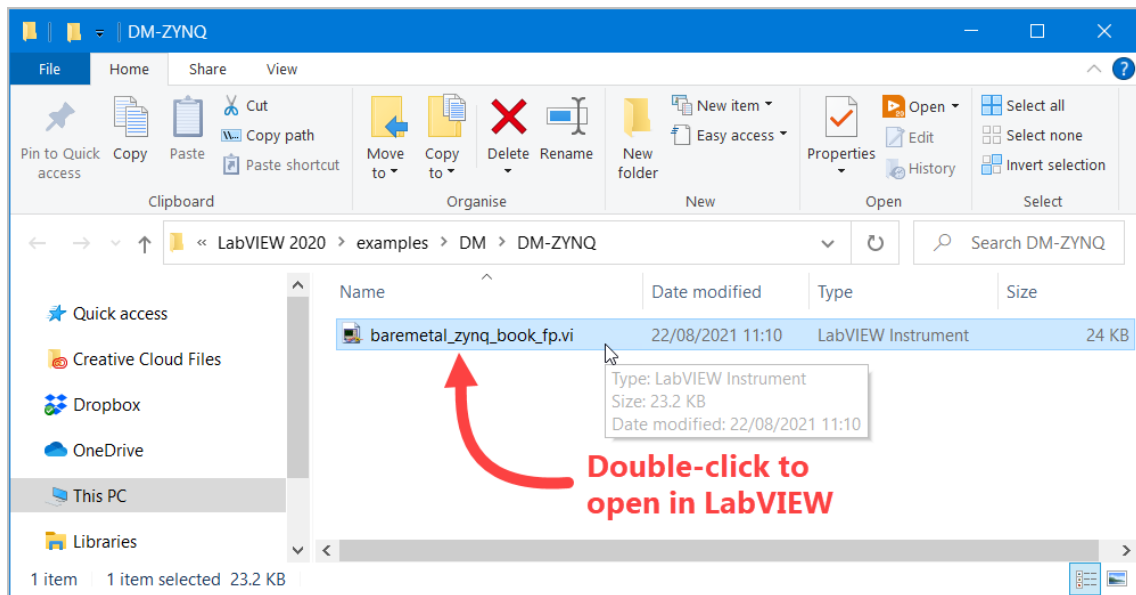 DM-ZYNQ
File Home Share View
Pin to Quick access
Copy
Paste
Cut
Copy path
Paste shortcut
Clipboard
Move to
Copy to
Delete
Rename
Organise
New folder
New item
Easy access
New
Properties
Open
Edit
History
Open
Select all
Select none
Invert selection
Select
« LabVIEW 2020 > examples > DM > DM-ZYNQ
Search DM-ZYNQ
Quick access
Creative Cloud Files
Dropbox
OneDrive
This PC
Libraries
Name Date modified Type Size
baremetal_zynq_book_fp.vi 22/08/2021 11:10 LabVIEW Instrument 24 KB
Type: LabVIEW Instrument
Size: 23.2 KB
Date modified: 22/08/2021 11:10
Double-click to
open in LabVIEW
1 item 1 item selected 23.2 KB